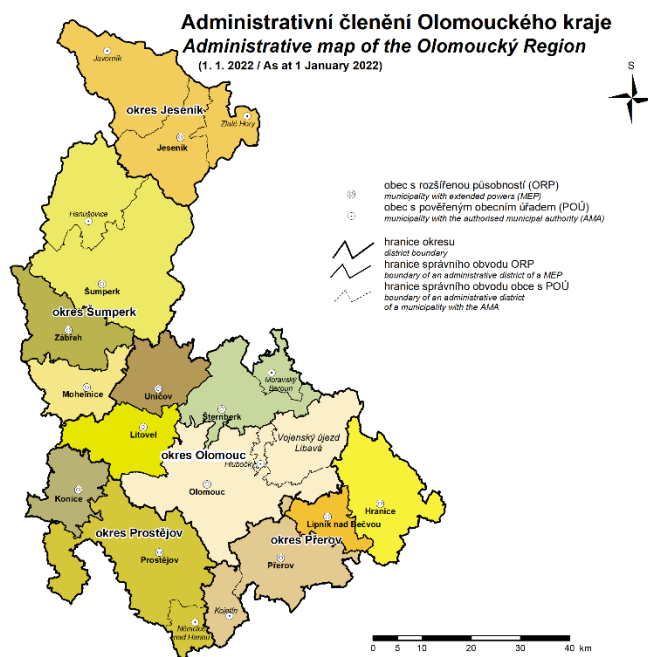 Administrativní členění Olomouckého kraje
Administrative map of the Olomoucký Region
(1. 1. 2022 / As at 1 January 2022)
S
Javorník
okres Jeseník
Zlaté Hory
Jeseník
obec s rozšířenou působností (ORP)
municipality with extended powers (MEP)
obec s pověřeným obecním úřadem (POÚ)
municipality with the authorised municipal authority (AMA)
hranice okresu
district boundary
hranice správního obvodu ORP
boundary of an administrative district of a MEP
hranice správního obvodu obce s POÚ
boundary of an administrative district
of a municipality with the AMA
Hanušovice
Šumperk
okres Šumperk
Zábřeh
Mohelnice
Uničov
Moravský
Beroun
Šternberk
Litovel
Vojenský újezd
Libavá
okres Olomouc
Hlubočky
Olomouc
Konice
Hranice
Lipník nad Bečvou
okres Prostějov
okres Přerov
Prostějov
Přerov
Kojetín
Němčice
nad Hanou
0 5 10 20 30 40
km